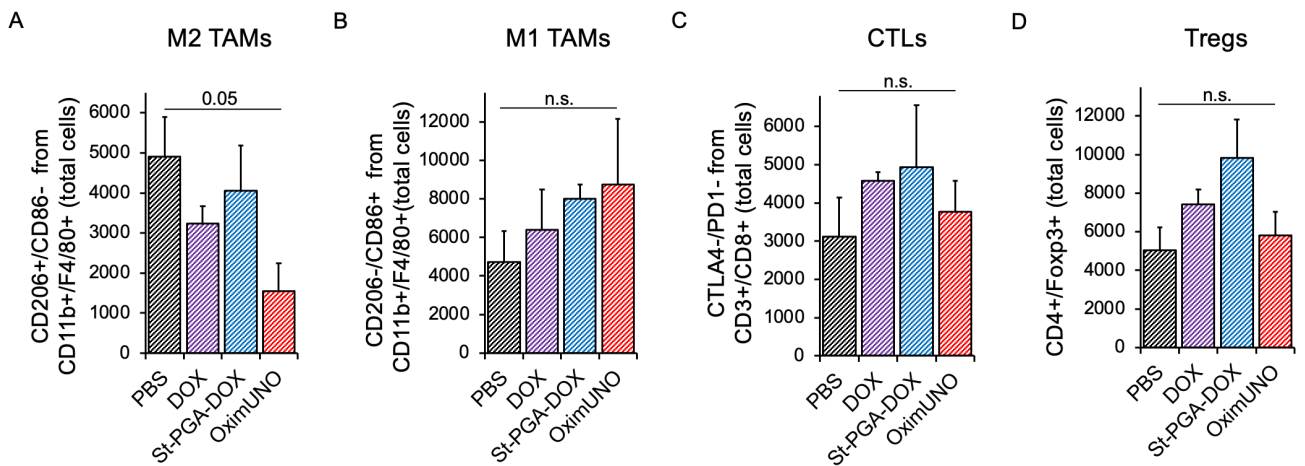 A
M2 TAMs
CD206+/CD86- from
CD11b+/F4/80+ (total cells)
0.05
6000
5000
4000
3000
2000
1000
0
PBS
DOX
St-PGA-DOX
OximUNO
B
M1 TAMs
CD206-/CD86+ from
CD11b+/F4/80+(total cells)
n.s.
12000
10000
8000
6000
4000
2000
0
PBS
DOX
St-PGA-DOX
OximUNO
C
CTLs
CTLA4-/PD1- from
CD3+/CD8+ (total cells)
n.s.
6000
5000
4000
3000
2000
1000
0
PBS
DOX
St-PGA-DOX
OximUNO
D
Tregs
CD4+/Foxp3+ (total cells)
n.s.
12000
10000
8000
6000
4000
2000
0
PBS
DOX
St-PGA-DOX
OximUNO